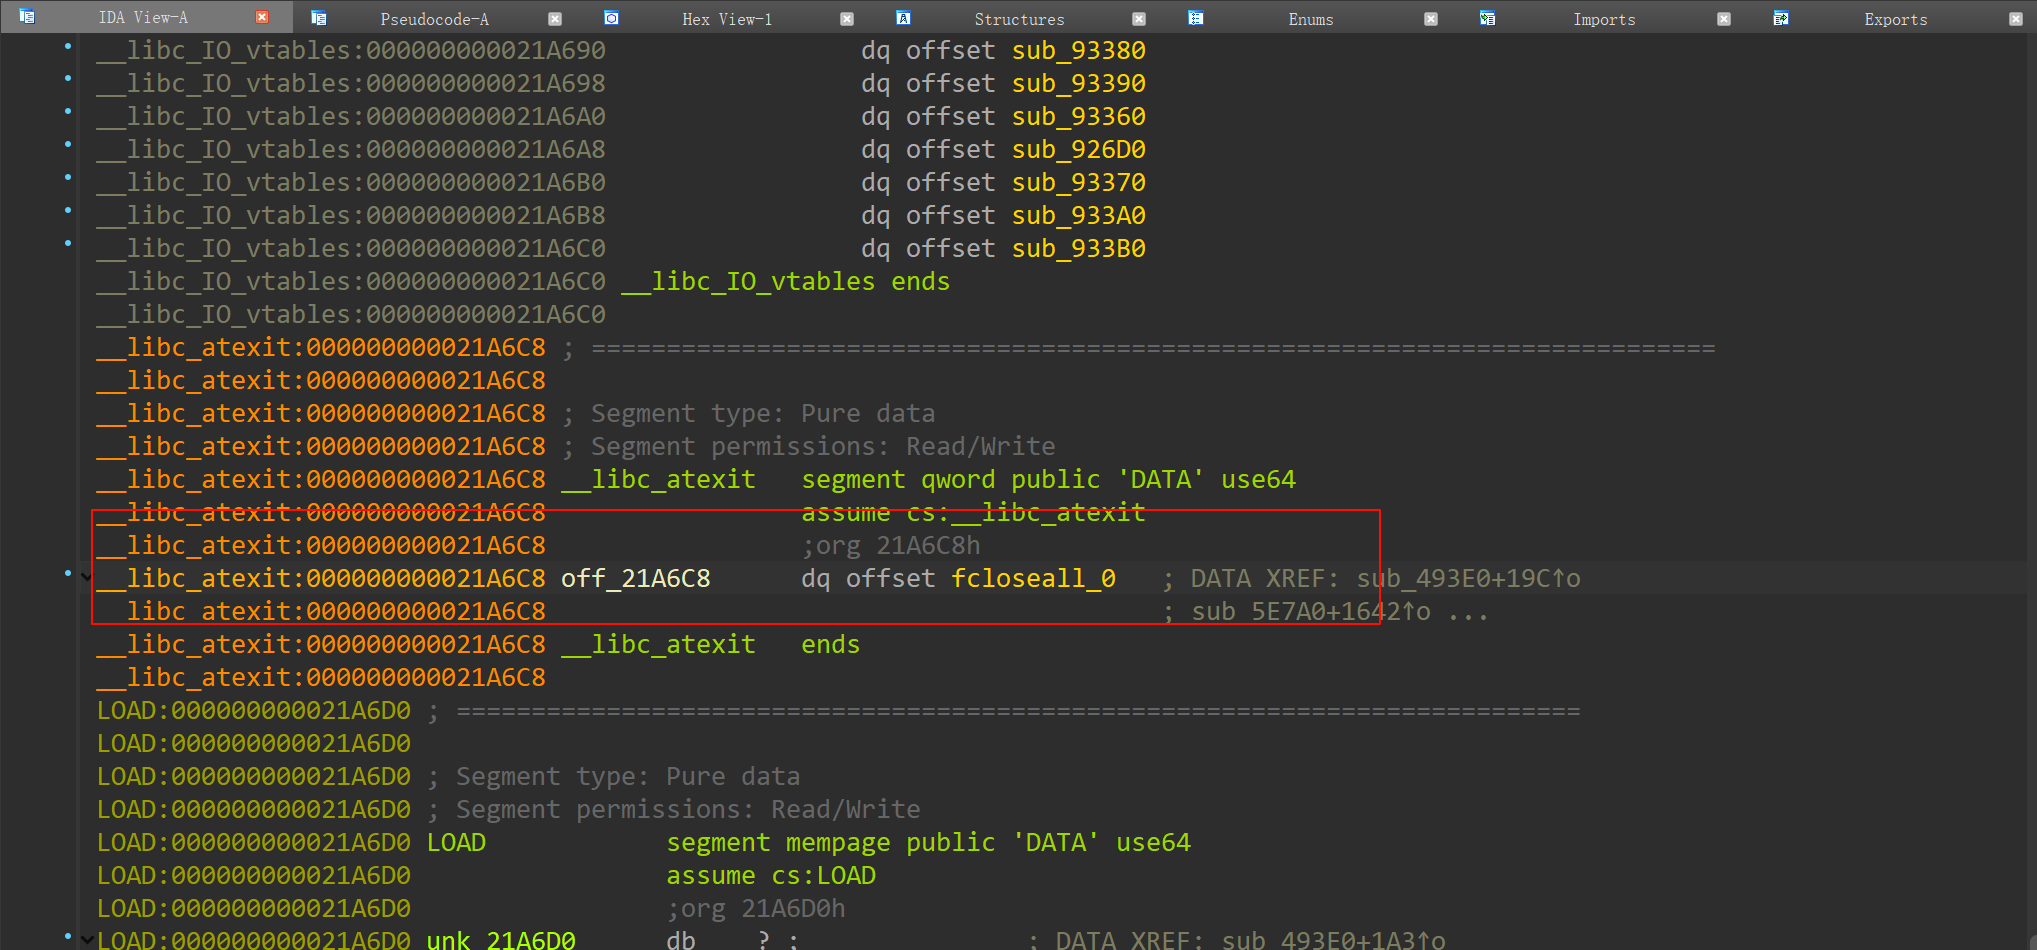 IDA View-A Pseudocode-A Hex View-1 Structures Enums Imports Exports
__libc_IO_vtables:000000000021A690 dq offset sub_93380
__libc_IO_vtables:000000000021A698 dq offset sub_93390
__libc_IO_vtables:000000000021A6A0 dq offset sub_93360
__libc_IO_vtables:000000000021A6A8 dq offset sub_926D0
__libc_IO_vtables:000000000021A6B0 dq offset sub_93370
__libc_IO_vtables:000000000021A6B8 dq offset sub_933A0
__libc_IO_vtables:000000000021A6C0 dq offset sub_933B0
__libc_IO_vtables:000000000021A6C0 __libc_IO_vtables ends
__libc_IO_vtables:000000000021A6C0
__libc_atexit:000000000021A6C8 ; ===========================================================================
__libc_atexit:000000000021A6C8
__libc_atexit:000000000021A6C8 ; Segment type: Pure data
__libc_atexit:000000000021A6C8 ; Segment permissions: Read/Write
__libc_atexit:000000000021A6C8 __libc_atexit segment qword public 'DATA' use64
__libc_atexit:000000000021A6C8 assume cs:__libc_atexit
__libc_atexit:000000000021A6C8 ;org 21A6C8h
__libc_atexit:000000000021A6C8 off_21A6C8 dq offset fcloseall_0 ; DATA XREF: sub_493E0+19C↑o
__libc_atexit:000000000021A6C8 ; sub_5E7A0+1642↑o ...
__libc_atexit:000000000021A6C8 __libc_atexit ends
__libc_atexit:000000000021A6C8
LOAD:000000000021A6D0 ; ===========================================================================
LOAD:000000000021A6D0
LOAD:000000000021A6D0 ; Segment type: Pure data
LOAD:000000000021A6D0 ; Segment permissions: Read/Write
LOAD:000000000021A6D0 LOAD segment mempage public 'DATA' use64
LOAD:000000000021A6D0 assume cs:LOAD
LOAD:000000000021A6D0 ;org 21A6D0h
LOAD:000000000021A6D0 unk_21A6D0 db ? ; ; DATA XREF: sub_493E0+1A3↑o